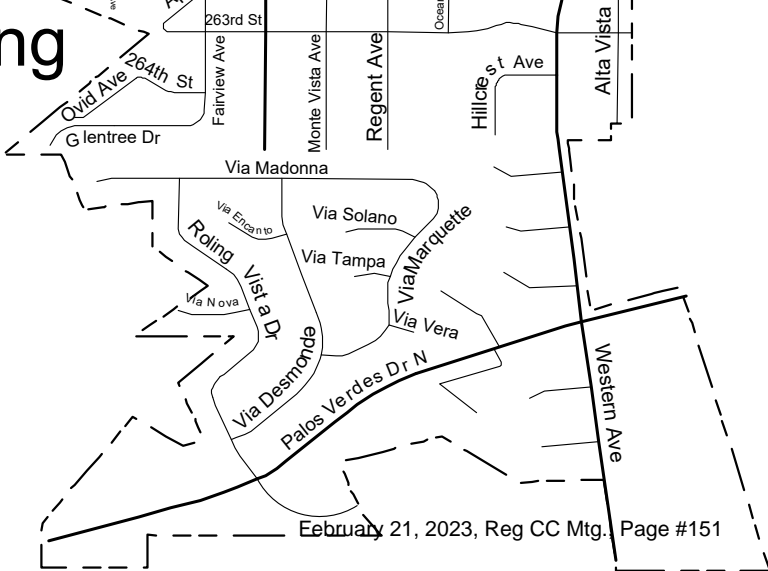 ng
263rd St
Ocean
Fairview Ave
Monte Vista Ave
Regent Ave
Alta Vista
264th St
Ovid Ave
Glentree Dr
Hillcrest Ave
Via Madonna
Via Encanto
Via Solano
Via Marquette
Roling Vista Dr
Via Tampa
Via Nova
Via Vera
Via Desmonde
Palos Verdes Dr N
Western Ave
February 21, 2023, Reg CC Mtg., Page #151